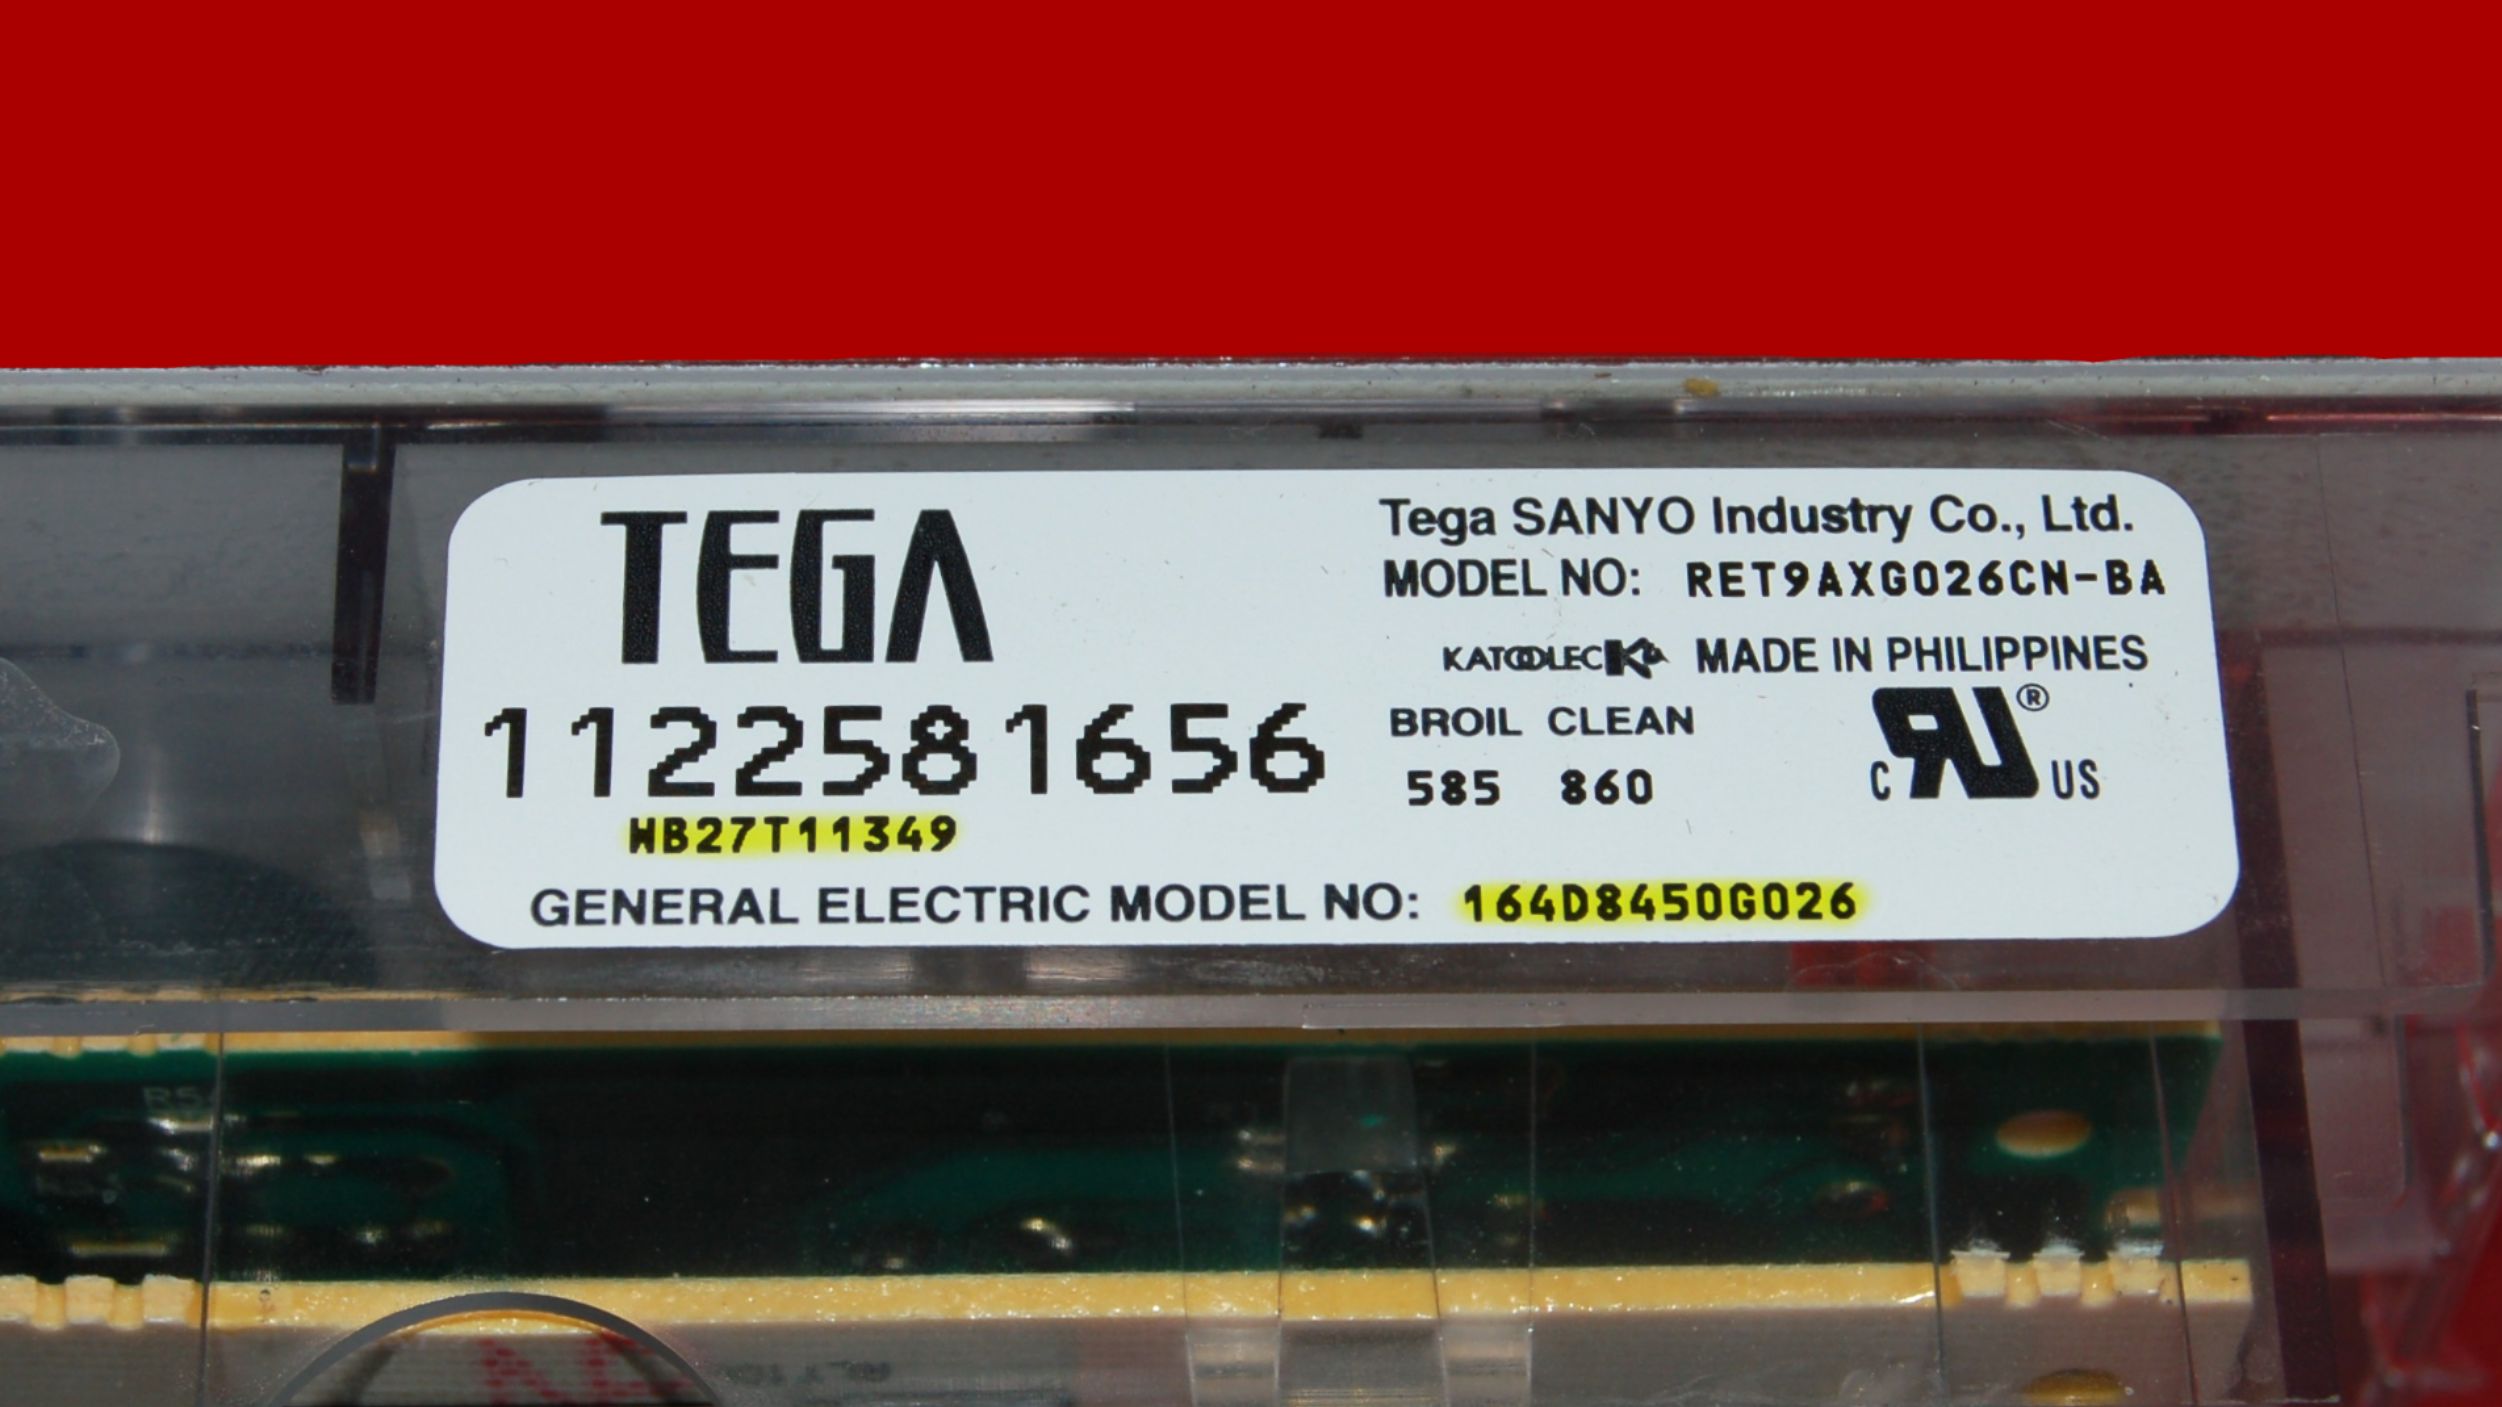 TEGA
Tega SANYO Industry Co., Ltd.
MODEL NO: RET9AXG026CN-BA
KATOOLEC MADE IN PHILIPPINES
1122581656
BROIL CLEAN
585 860
C RU® US
WB27T11349
GENERAL ELECTRIC MODEL NO: 164D8450G026